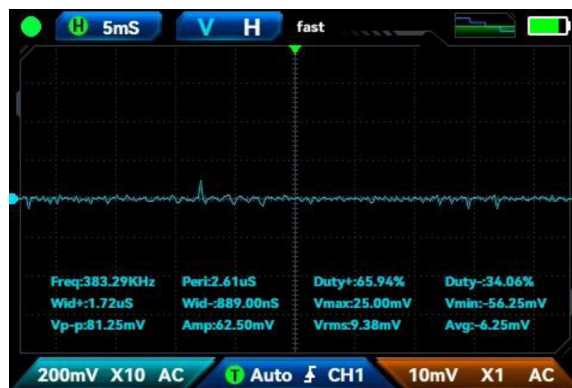 H 5mS V H fast
Freq:383.29KHz Peri:2.61uS Duty+:65.94% Duty-:34.06%
Wid+:1.72uS Wid-:889.00nS Vmax:25.00mV Vmin:-56.25mV
Vp-p:81.25mV Amp:62.50mV Vrms:9.38mV Avg:-6.25mV
200mV X10 AC T Auto CH1 10mV X1 AC